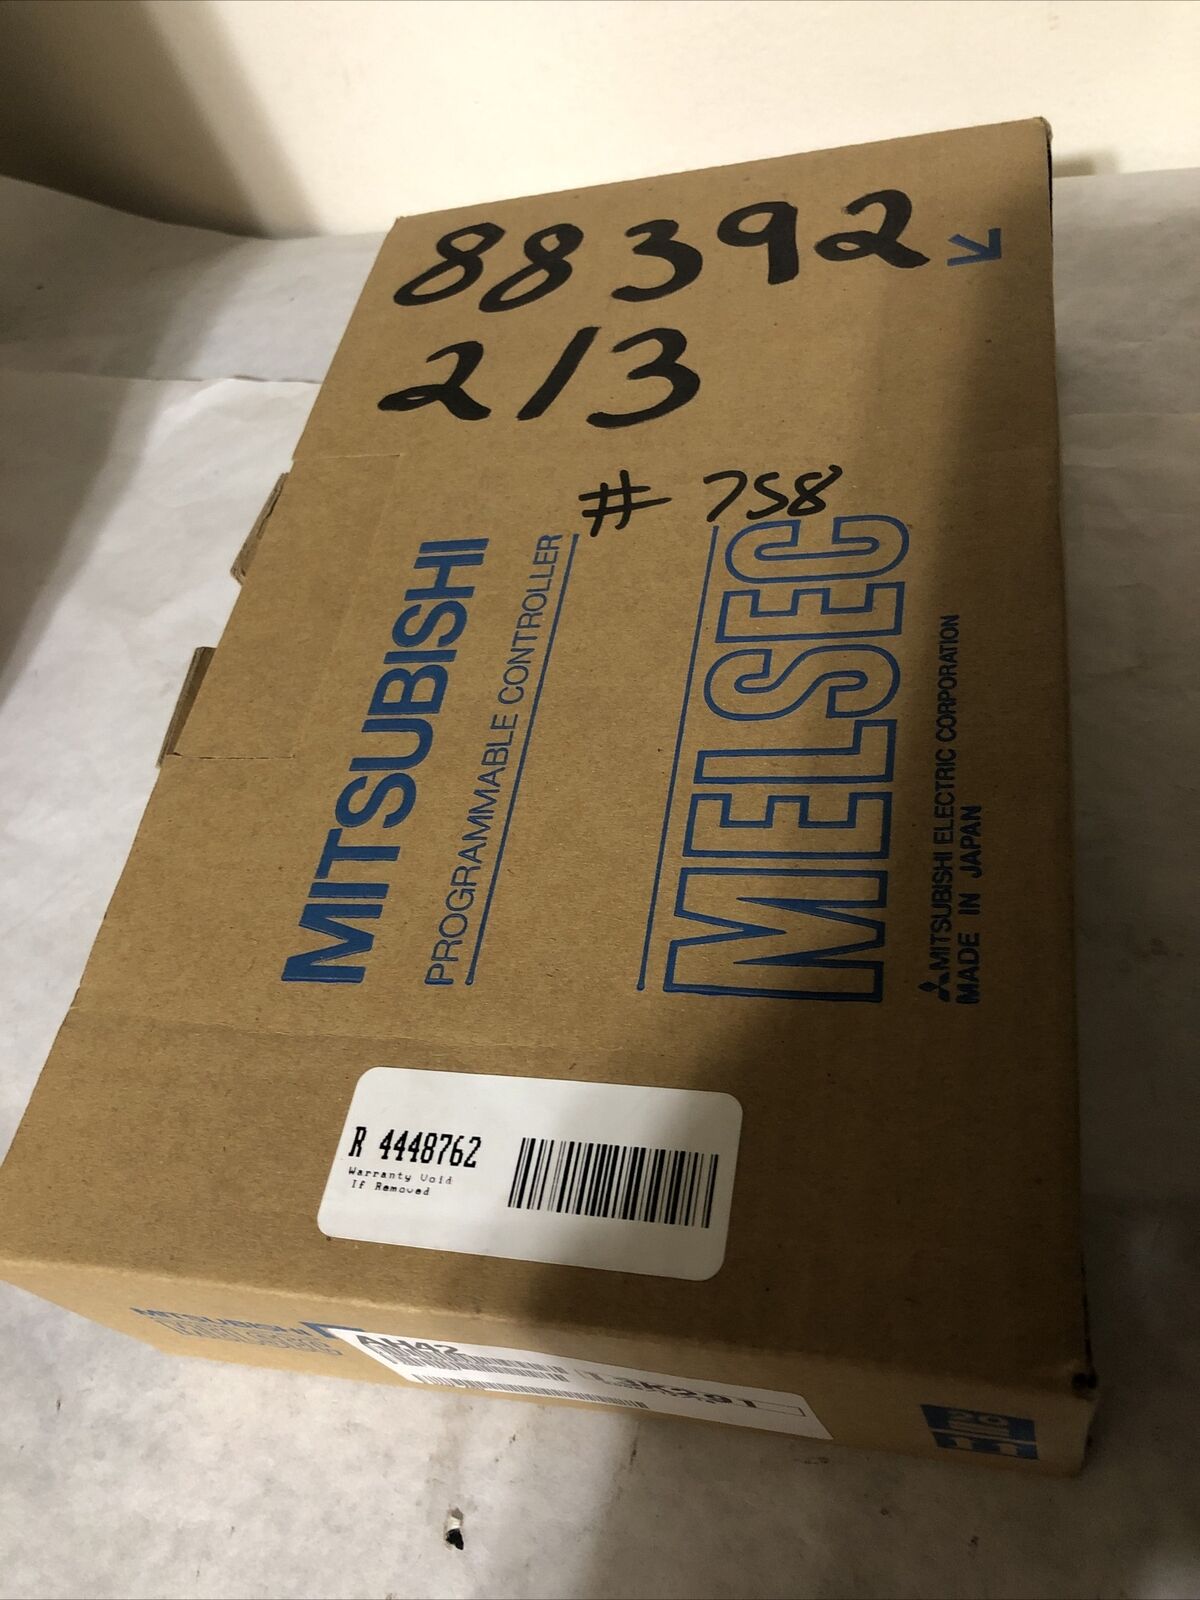 88392
2/3
# 758
MITSUBISHI
PROGRAMMABLE CONTROLLER
MELSEC
MITSUBISHI ELECTRIC CORPORATION
MADE IN JAPAN
R 4448762
Warranty Void
If Removed
MITSUBISHI
AH42